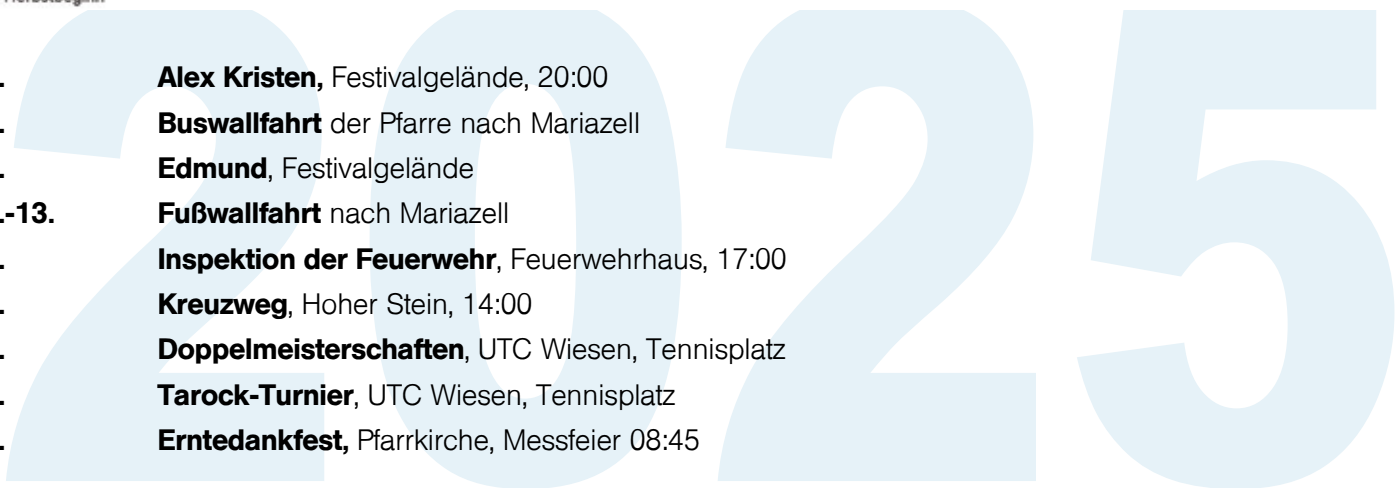 . Alex Kristen, Festivalgelände, 20:00
. Buswallfahrt der Pfarre nach Mariazell
. Edmund, Festivalgelände
.-13. Fußwallfahrt nach Mariazell
. Inspektion der Feuerwehr, Feuerwehrhaus, 17:00
. Kreuzweg, Hoher Stein, 14:00
. Doppelmeisterschaften, UTC Wiesen, Tennisplatz
. Tarock-Turnier, UTC Wiesen, Tennisplatz
. Erntedankfest, Pfarrkirche, Messfeier 08:45
2025